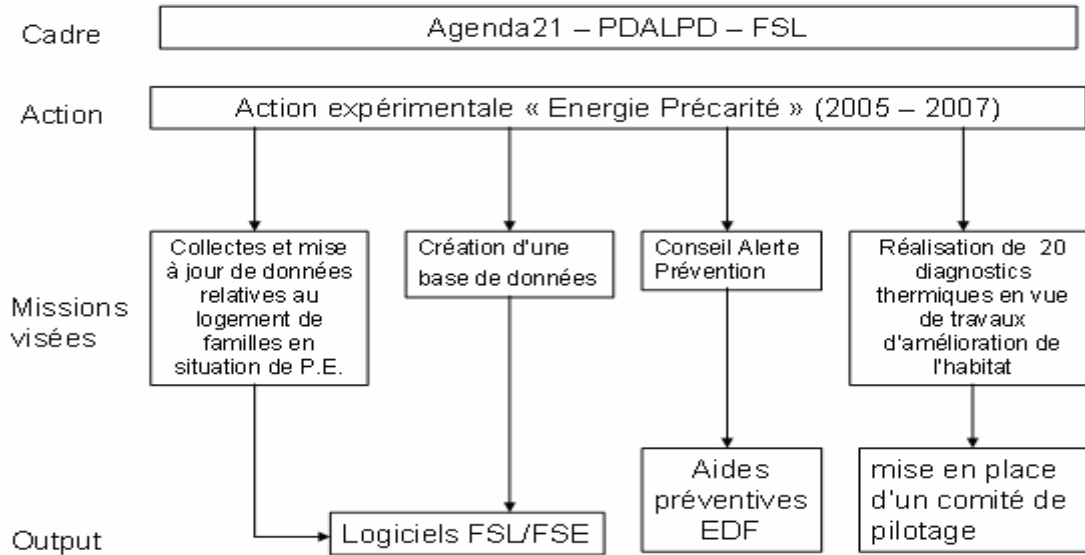 Cadre
Agenda21 – PDALPD – FSL
Action
Action expérimentale « Energie Précarité » (2005 – 2007)
Missions
visées
Collectes et mise
à jour de données
relatives au
logement de
familles en
situation de P.E.
Création d'une
base de données
Conseil Alerte
Prévention
Réalisation de 20
diagnostics
thermiques en vue
de travaux
d'amélioration de
l'habitat
Output
Logiciels FSL/FSE
Aides
préventives
EDF
mise en place
d'un comité de
pilotage